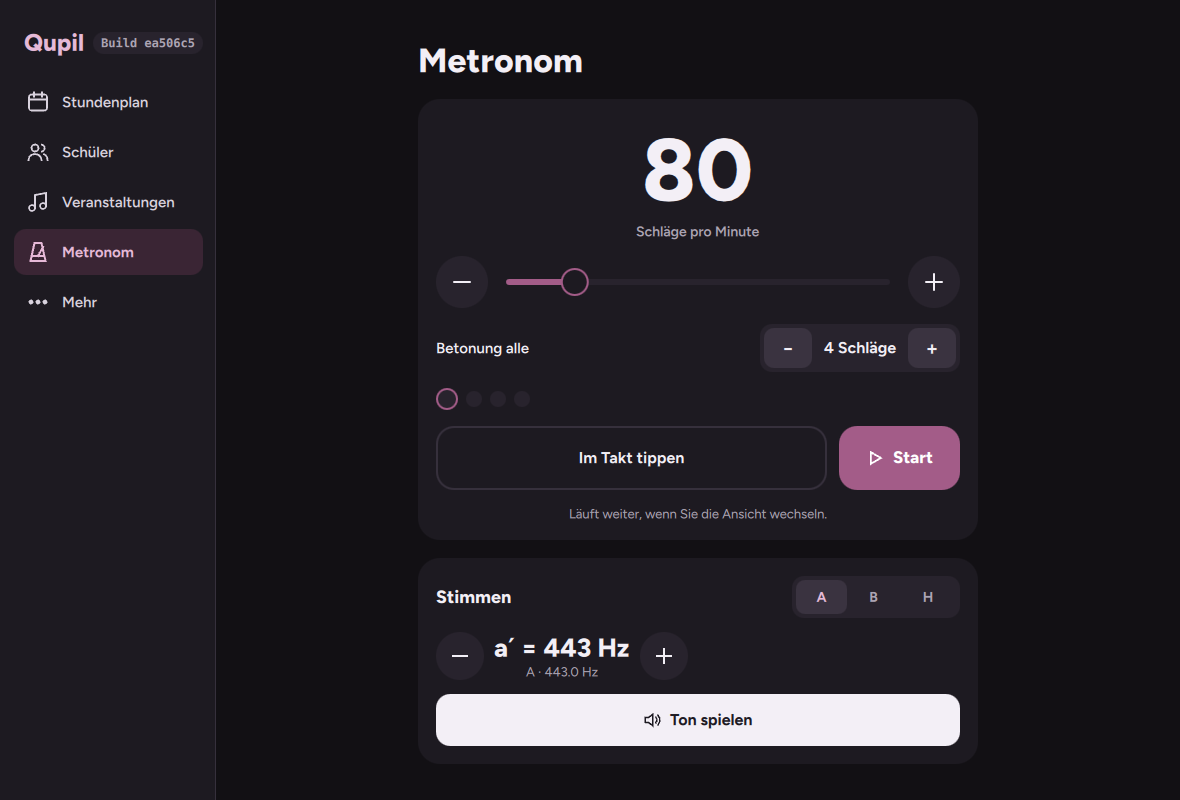 Qupil Build ea506c5
Stundenplan
Schüler
Veranstaltungen
Metronom
Mehr
Metronom
80
Schläge pro Minute
Betonung alle
– 4 Schläge +
Im Takt tippen
Start
Läuft weiter, wenn Sie die Ansicht wechseln.
Stimmen
A B H
a´ = 443 Hz
A · 443.0 Hz
Ton spielen